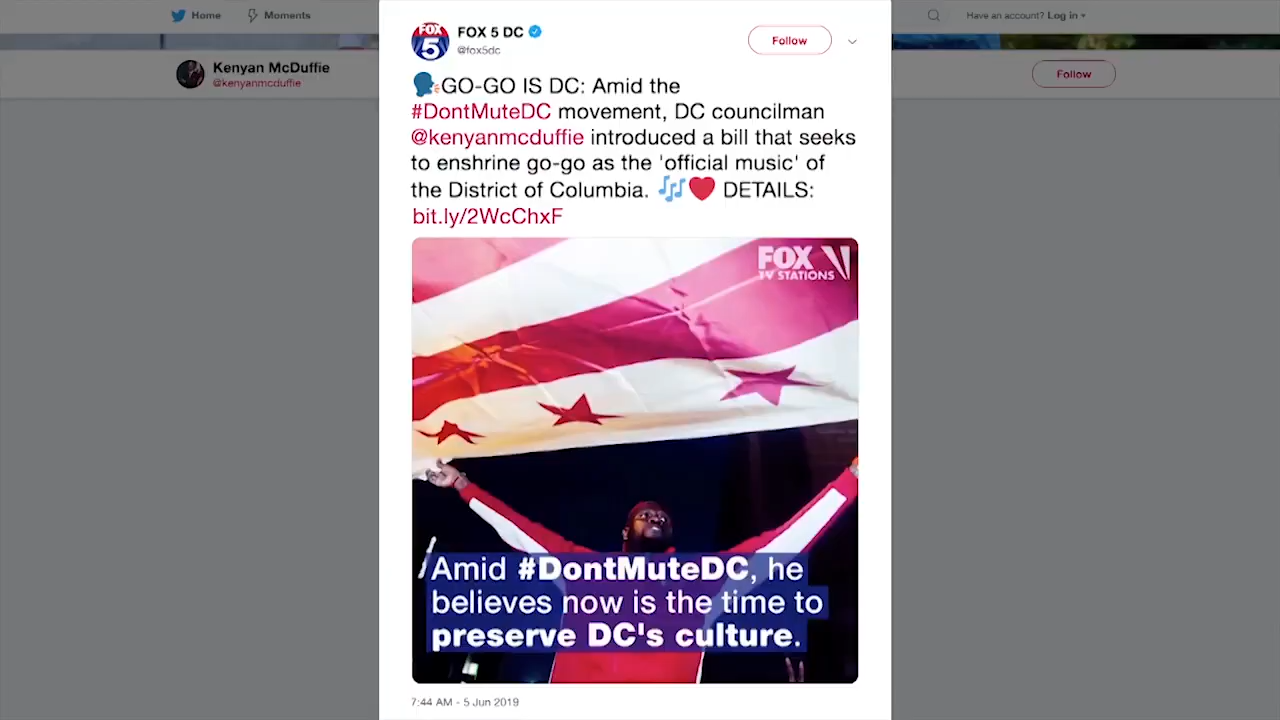 Home
Moments
Have an account? Log in
Kenyan McDuffie
@kenyanmcduffie
Follow
FOX 5 DC
@fox5dc
Follow
GO-GO IS DC: Amid the
#DontMuteDC movement, DC councilman
@kenyanmcduffie introduced a bill that seeks
to enshrine go-go as the 'official music' of
the District of Columbia. 🎶❤️ DETAILS:
bit.ly/2WcChxF
FOX
TV STATIONS
Amid #DontMuteDC, he
believes now is the time to
preserve DC's culture.
7:44 AM - 5 Jun 2019
FOX
5